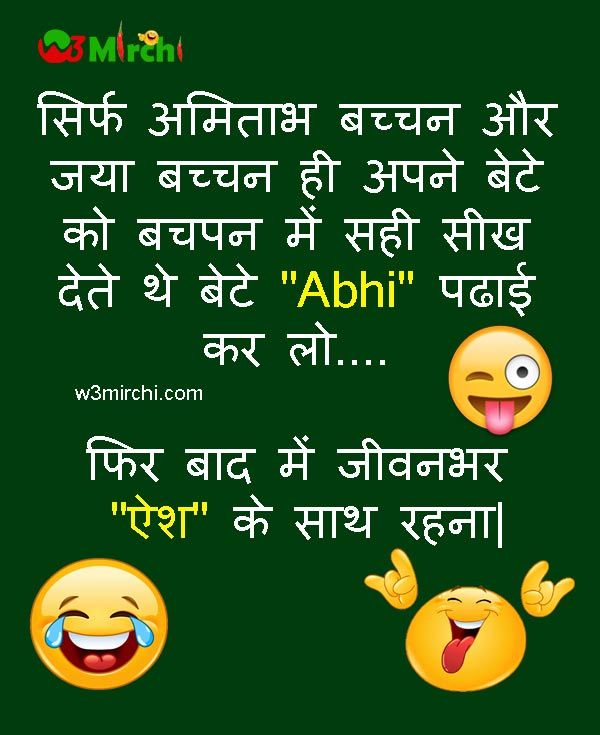 W3Mirchi
सिर्फ अमिताभ बच्चन और
जया बच्चन ही अपने बेटे
को बचपन में सही सीख
देते थे बेटे "Abhi" पढाई
कर लो....
w3mirchi.com
फिर बाद में जीवनभर
"ऐश" के साथ रहना|